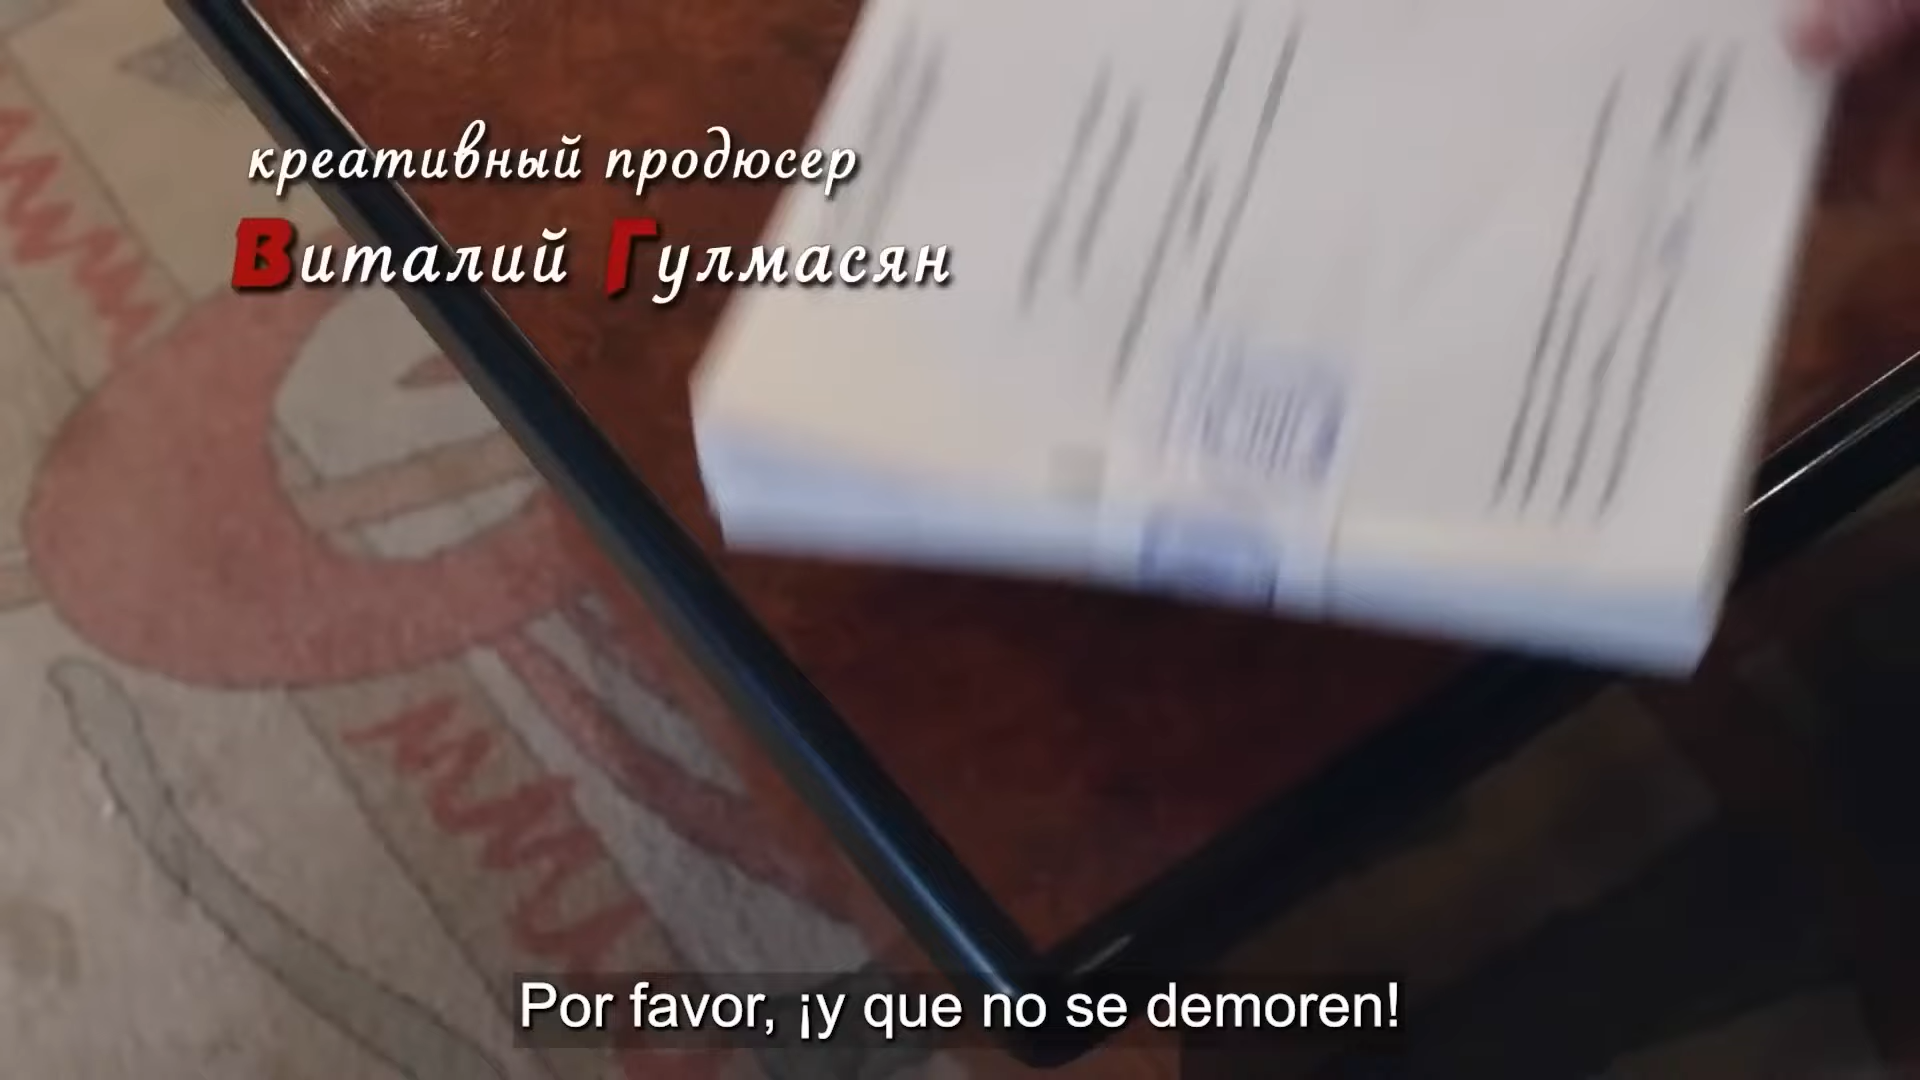 креативный продюсер
Виталий Гулмасян
Por favor, ¡y que no se demoren!